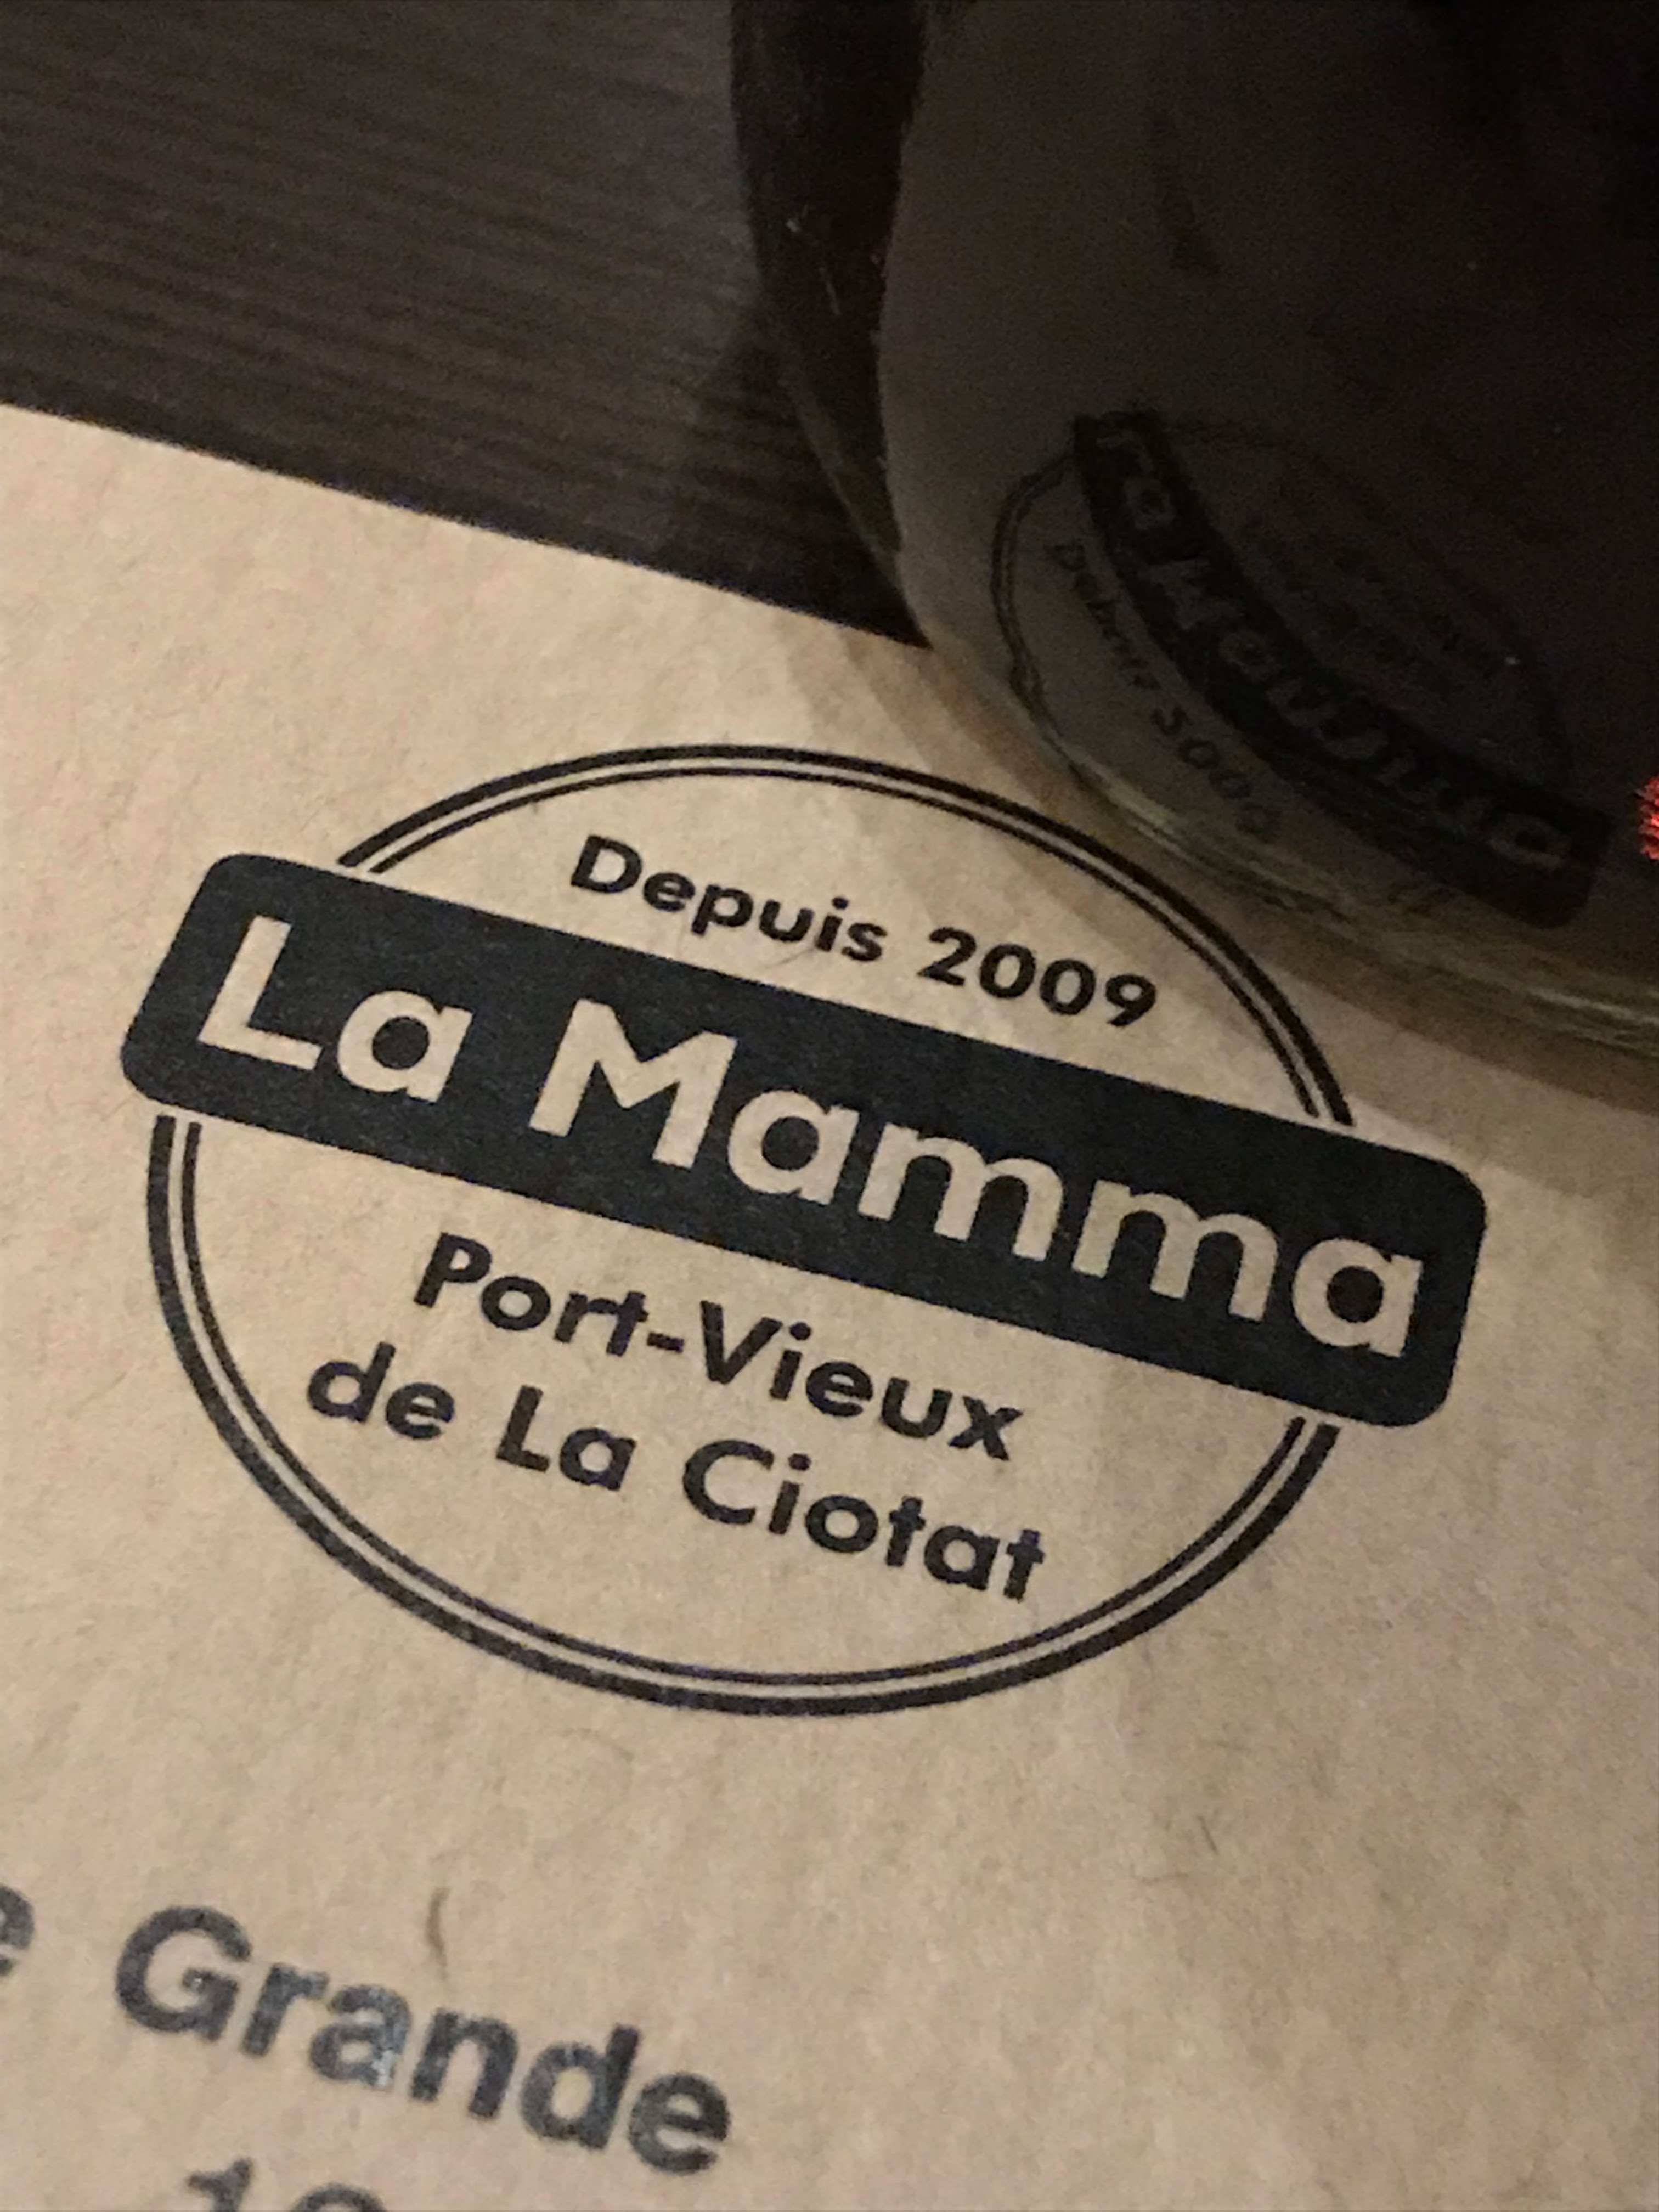 Depuis 2009
La Mamma
Port-Vieux
de La Ciotat
Grande